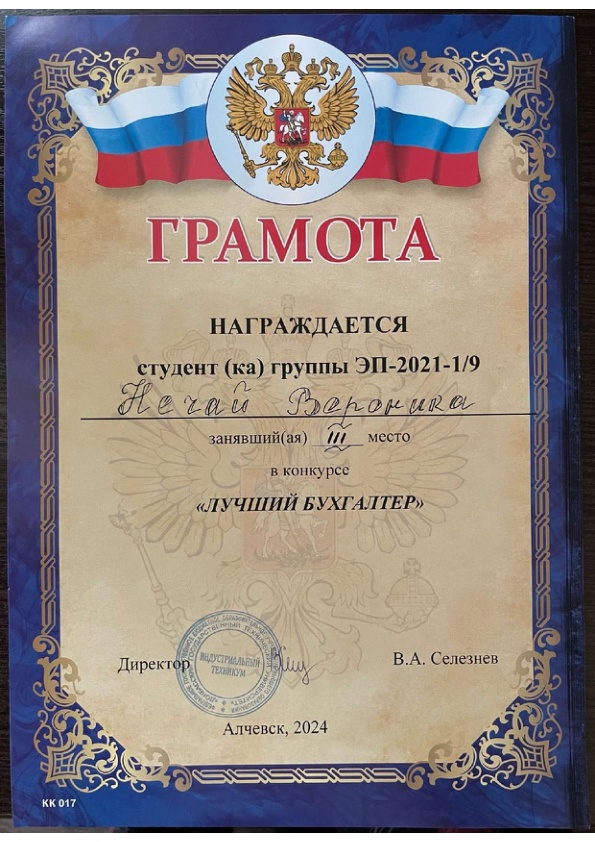 ГРАМОТА
НАГРАЖДАЕТСЯ
студент (ка) группы ЭП-2021-1/9
Нечай Вероника
занявший(ая) III место
в конкурсе
«ЛУЧШИЙ БУХГАЛТЕР»
Директор
В.А. Селезнев
ИНДУСТРИАЛЬНЫЙ
ТЕХНИКУМ
Алчевск, 2024
КК 017